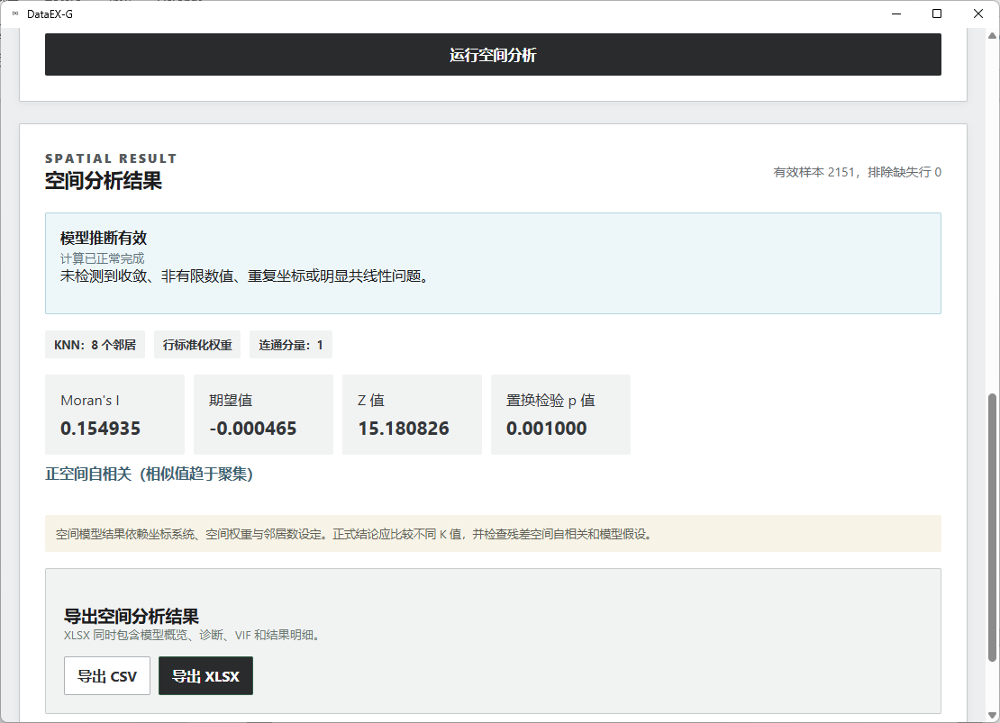 DataEX-G
运行空间分析
SPATIAL RESULT
空间分析结果
有效样本 2151，排除缺失行 0
模型推断有效
计算已正常完成
未检测到收敛、非有限数值、重复坐标或明显共线性问题。
KNN：8 个邻居
行标准化权重
连通分量：1
Moran's I
0.154935
期望值
-0.000465
Z 值
15.180826
置换检验 p 值
0.001000
正空间自相关（相似值趋于聚集）
空间模型结果依赖坐标系统、空间权重与邻居数设定。正式结论应比较不同 K 值，并检查残差空间自相关和模型假设。
导出空间分析结果
XLSX 同时包含模型概览、诊断、VIF 和结果明细。
导出 CSV
导出 XLSX